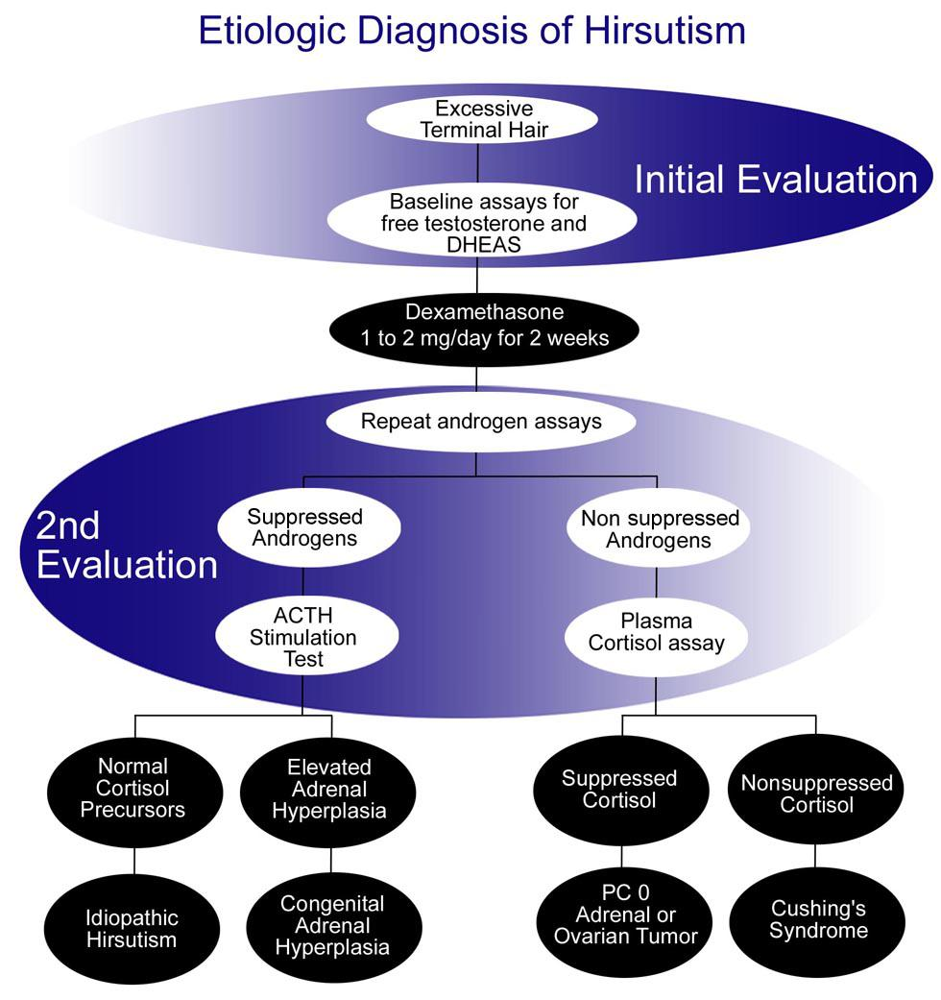 Etiologic Diagnosis of Hirsutism
Excessive
Terminal Hair
Initial Evaluation
Baseline assays for
free testosterone and
DHEAS
Dexamethasone
1 to 2 mg/day for 2 weeks
Repeat androgen assays
2nd
Evaluation
Suppressed
Androgens
Non suppressed
Androgens
ACTH
Stimulation
Test
Plasma
Cortisol assay
Normal
Cortisol
Precursors
Elevated
Adrenal
Hyperplasia
Suppressed
Cortisol
Nonsuppressed
Cortisol
Idiopathic
Hirsutism
Congenital
Adrenal
Hyperplasia
PC 0
Adrenal or
Ovarian Tumor
Cushing's
Syndrome